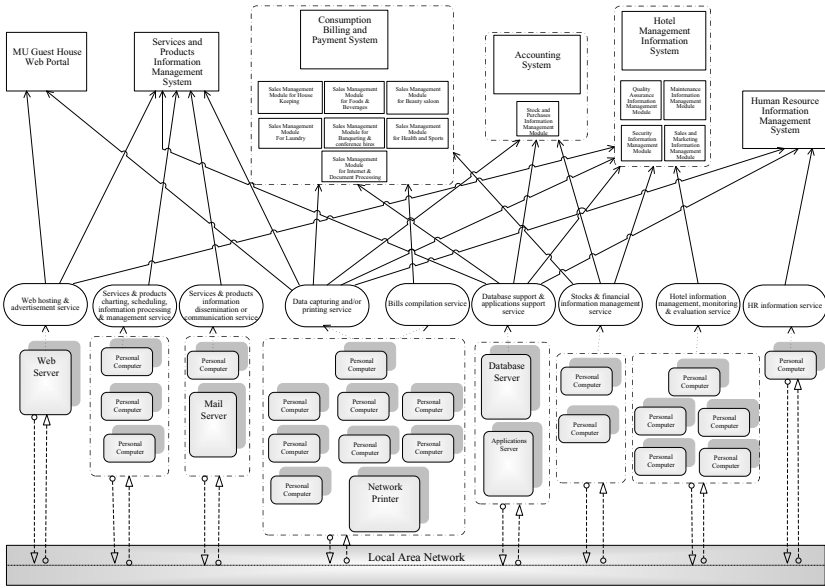 MU Guest House
Web Portal
Services and
Products
Information
Management
System
Consumption
Billing and
Payment System
Sales Management
Module for House
Keeping
Sales Management
Module
for Foods &
Beverages
Sales Management
Module
for Beauty saloon
Sales Management
Module
For Laundry
Sales Management
Module for
Banqueting &
conference hires
Sales Management
Module
for Health and Sports
Sales Management
Module
for Internet &
Document Processing
Accounting
System
Stock and
Purchases
Information
Management
Module
Hotel
Management
Information
System
Quality
Assurance
Information
Management
Module
Maintenance
Information
Management
Module
Security
Information
Management
Module
Sales and
Marketing
Information
Management
Module
Human Resource
Information
Management
System
Web hosting &
advertisement service
Services & products
charting, scheduling,
information processing
& management service
Services & products
information
dissemination or
communication service
Data capturing and/or
printing service
Bills compilation service
Database support &
applications support
service
Stocks & financial
information management
service
Hotel information
management, monitoring
& evaluation service
HR information service
Web
Server
Personal
Computer
Personal
Computer
Personal
Computer
Personal
Computer
Mail
Server
Personal
Computer
Personal
Computer
Personal
Computer
Personal
Computer
Personal
Computer
Personal
Computer
Personal
Computer
Personal
Computer
Network
Printer
Database
Server
Applications
Server
Personal
Computer
Personal
Computer
Personal
Computer
Personal
Computer
Personal
Computer
Personal
Computer
Personal
Computer
Personal
Computer
Local Area Network